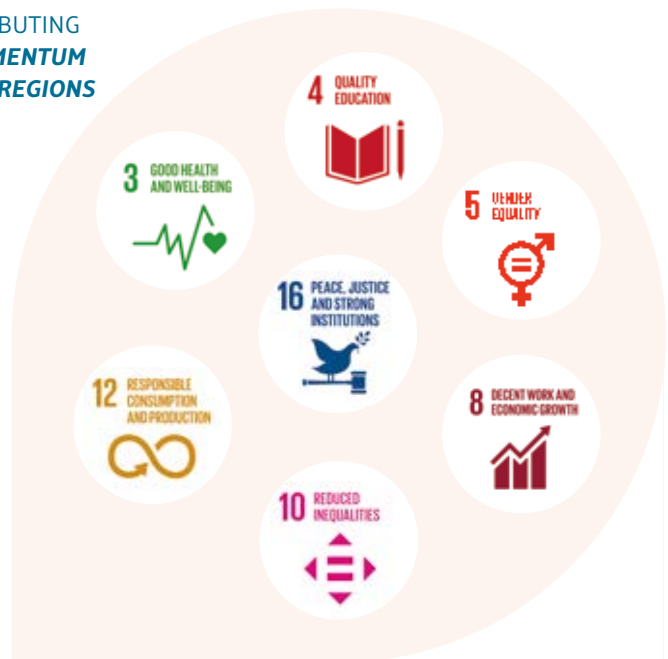 BUTING
MENTUM
REGIONS
4 QUALITY
EDUCATION
3 GOOD HEALTH
AND WELL-BEING
5 GENDER
EQUALITY
16 PEACE, JUSTICE
AND STRONG
INSTITUTIONS
12 RESPONSIBLE
CONSUMPTION
AND PRODUCTION
8 DECENT WORK AND
ECONOMIC GROWTH
10 REDUCED
INEQUALITIES